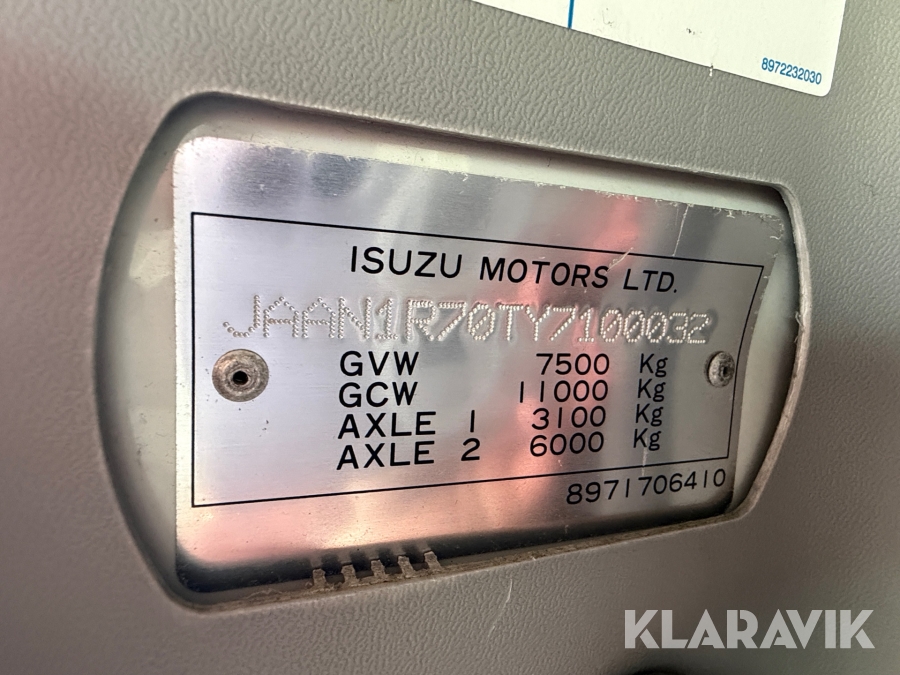 8972232030
ISUZU MOTORS LTD.
JAAN1R70TY7100032
GVW 7500 Kg
GCW 11000 Kg
AXLE 1 3100 Kg
AXLE 2 6000 Kg
8971706410
KLARAVIK